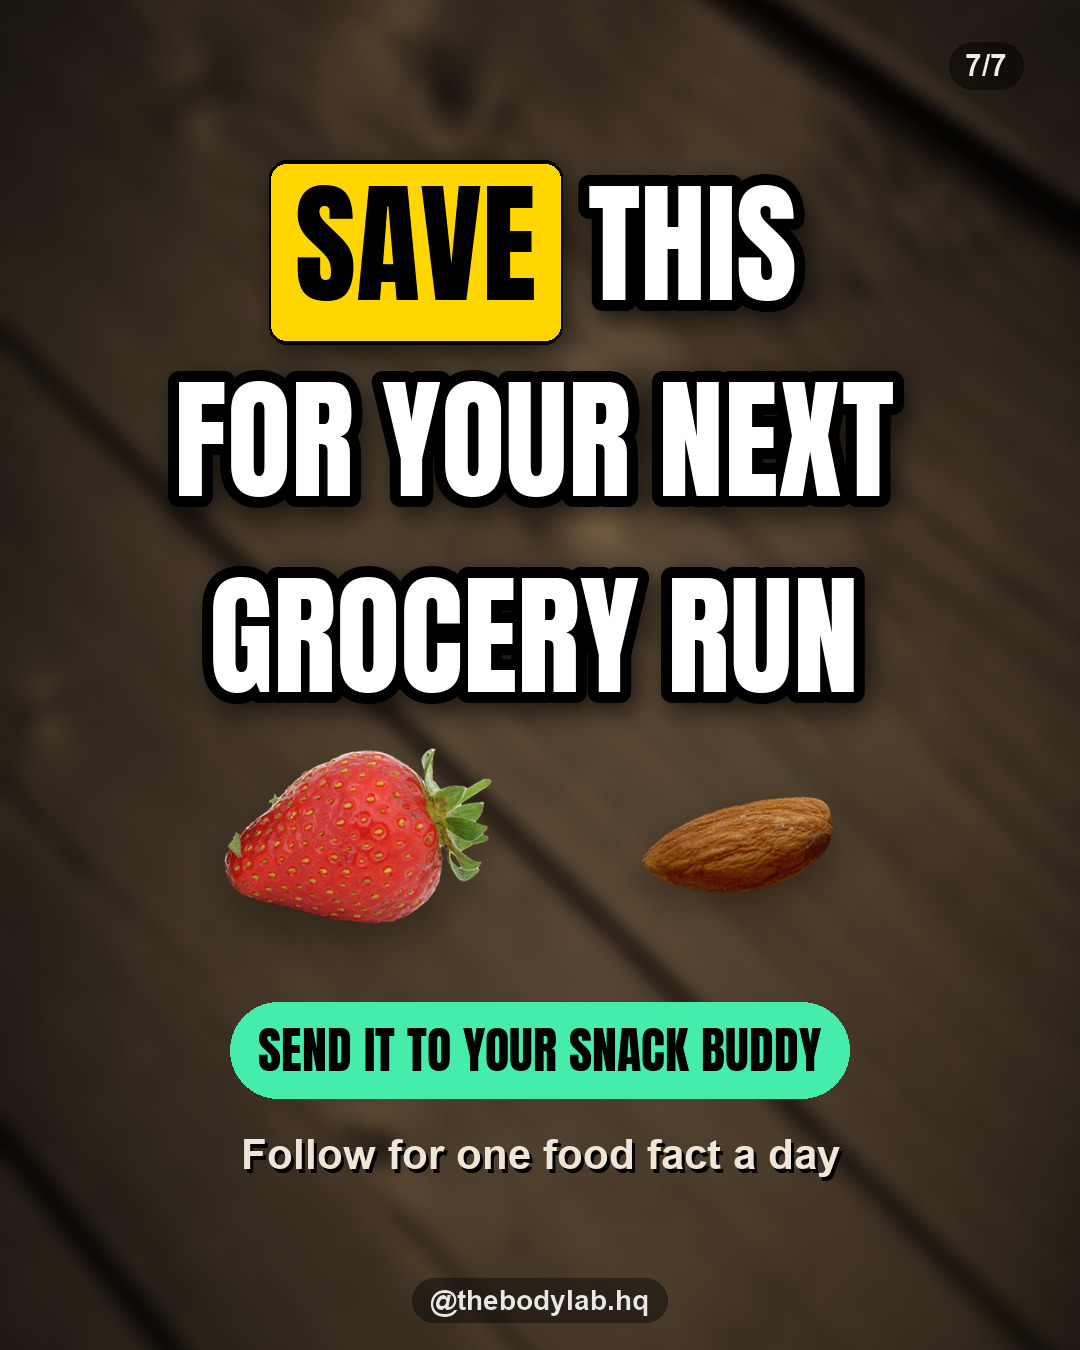 7/7
SAVE THIS
FOR YOUR NEXT
GROCERY RUN
SEND IT TO YOUR SNACK BUDDY
Follow for one food fact a day
@thebodylab.hq